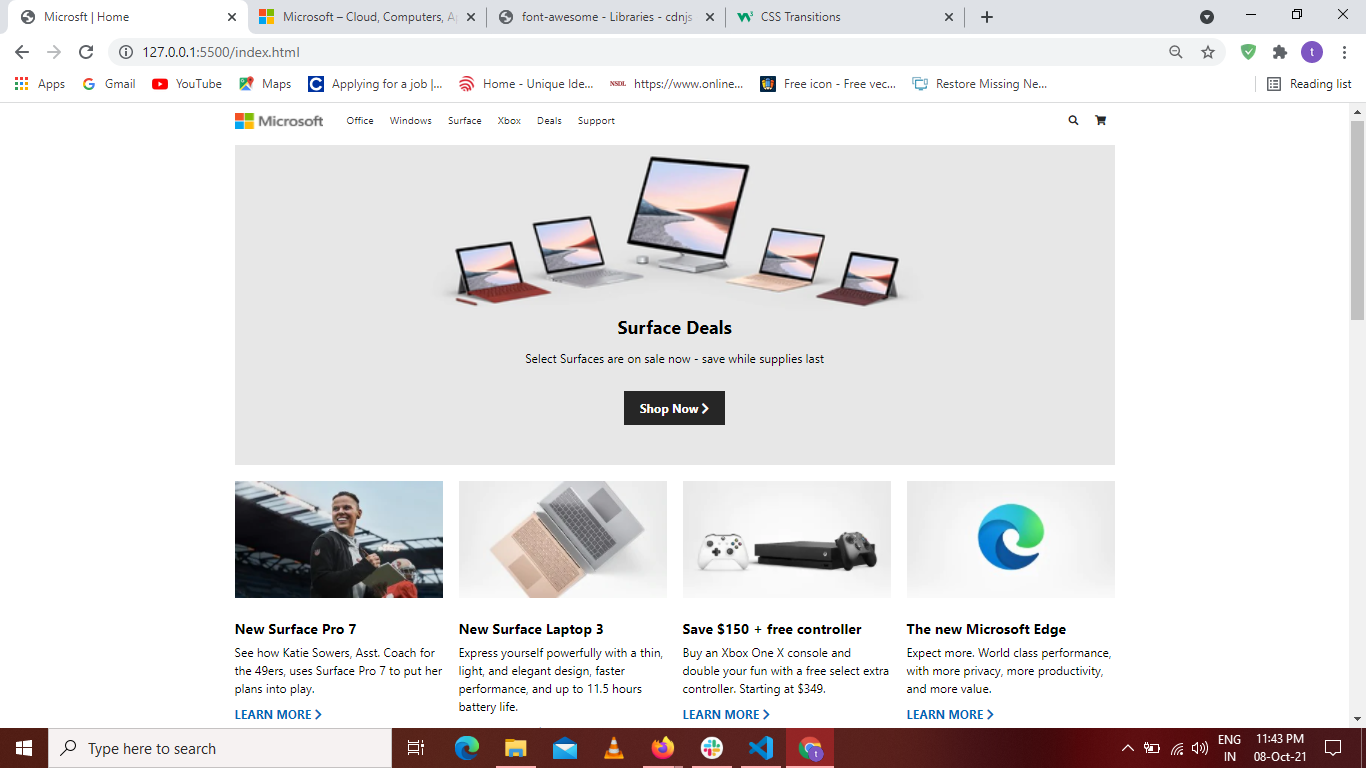 Microsft | Home
Microsoft – Cloud, Computers, Ap
font-awesome - Libraries - cdnjs
CSS Transitions
127.0.0.1:5500/index.html
t
Apps Gmail YouTube Maps Applying for a job |... Home - Unique Ide... NSDL https://www.online... Free icon - Free vec... Restore Missing Ne... Reading list
Microsoft Office Windows Surface Xbox Deals Support
Surface Deals
Select Surfaces are on sale now - save while supplies last
Shop Now
New Surface Pro 7
See how Katie Sowers, Asst. Coach for
the 49ers, uses Surface Pro 7 to put her
plans into play.
LEARN MORE
New Surface Laptop 3
Express yourself powerfully with a thin,
light, and elegant design, faster
performance, and up to 11.5 hours
battery life.
Save $150 + free controller
Buy an Xbox One X console and
double your fun with a free select extra
controller. Starting at $349.
LEARN MORE
The new Microsoft Edge
Expect more. World class performance,
with more privacy, more productivity,
and more value.
LEARN MORE
Type here to search
t
ENG
IN
11:43 PM
08-Oct-21